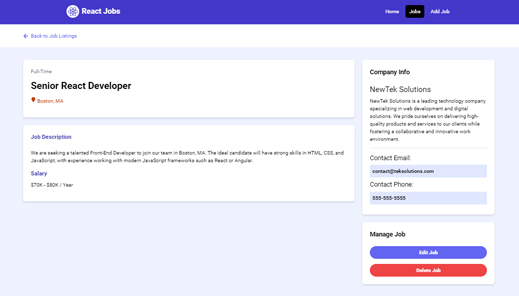 React Jobs
Home
Jobs
Add Job
Back to Job Listings
Full-Time
Senior React Developer
Boston, MA
Job Description
We are seeking a talented Front-End Developer to join our team in Boston, MA. The ideal candidate will have strong skills in HTML, CSS, and
JavaScript, with experience working with modern JavaScript frameworks such as React or Angular.
Salary
$70K - $80K / Year
Company Info
NewTek Solutions
NewTek Solutions is a leading technology company
specializing in web development and digital
solutions. We pride ourselves on delivering high-
quality products and services to our clients while
fostering a collaborative and innovative work
environment.
Contact Email:
contact@teksolutions.com
Contact Phone:
555-555-5555
Manage Job
Edit Job
Delete Job